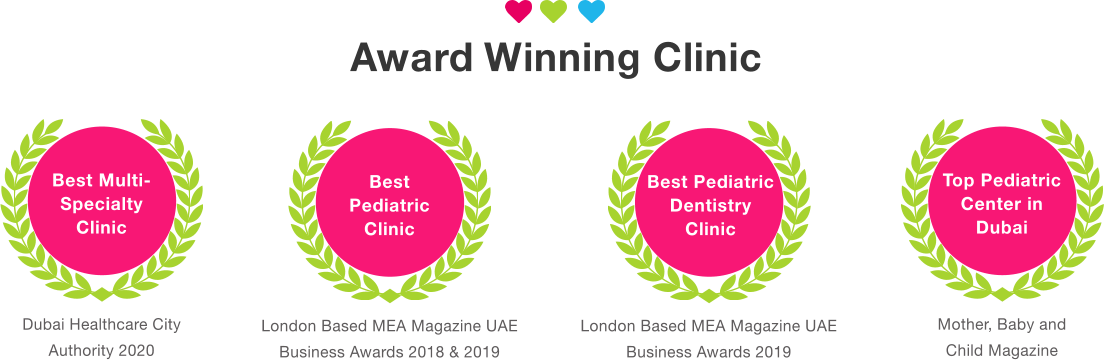 Award Winning Clinic
Best Multi-
Specialty
Clinic
Dubai Healthcare City
Authority 2020
Best
Pediatric
Clinic
London Based MEA Magazine UAE
Business Awards 2018 & 2019
Best Pediatric
Dentistry
Clinic
London Based MEA Magazine UAE
Business Awards 2019
Top Pediatric
Center in
Dubai
Mother, Baby and
Child Magazine